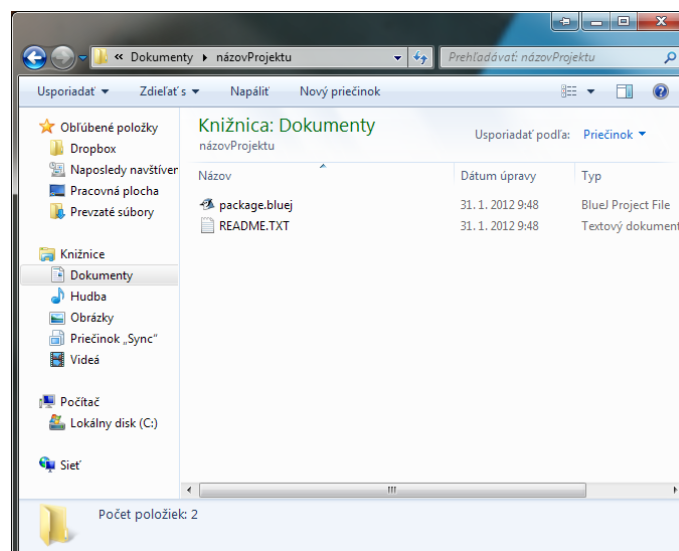 « Dokumenty ▸ názovProjektu
Prehľadávať: názovProjektu
Usporiadať ▾ Zdieľať s ▾ Napáliť Nový priečinok
Obľúbené položky
Dropbox
Naposledy navštíver
Pracovná plocha
Prevzaté súbory
Knižnice
Dokumenty
Hudba
Obrázky
Priečinok „Sync“
Videá
Počítač
Lokálny disk (C:)
Sieť
Knižnica: Dokumenty
názovProjektu
Usporiadať podľa: Priečinok ▾
Názov Dátum úpravy Typ
package.bluej 31. 1. 2012 9:48 BlueJ Project File
README.TXT 31. 1. 2012 9:48 Textový dokument
Počet položiek: 2